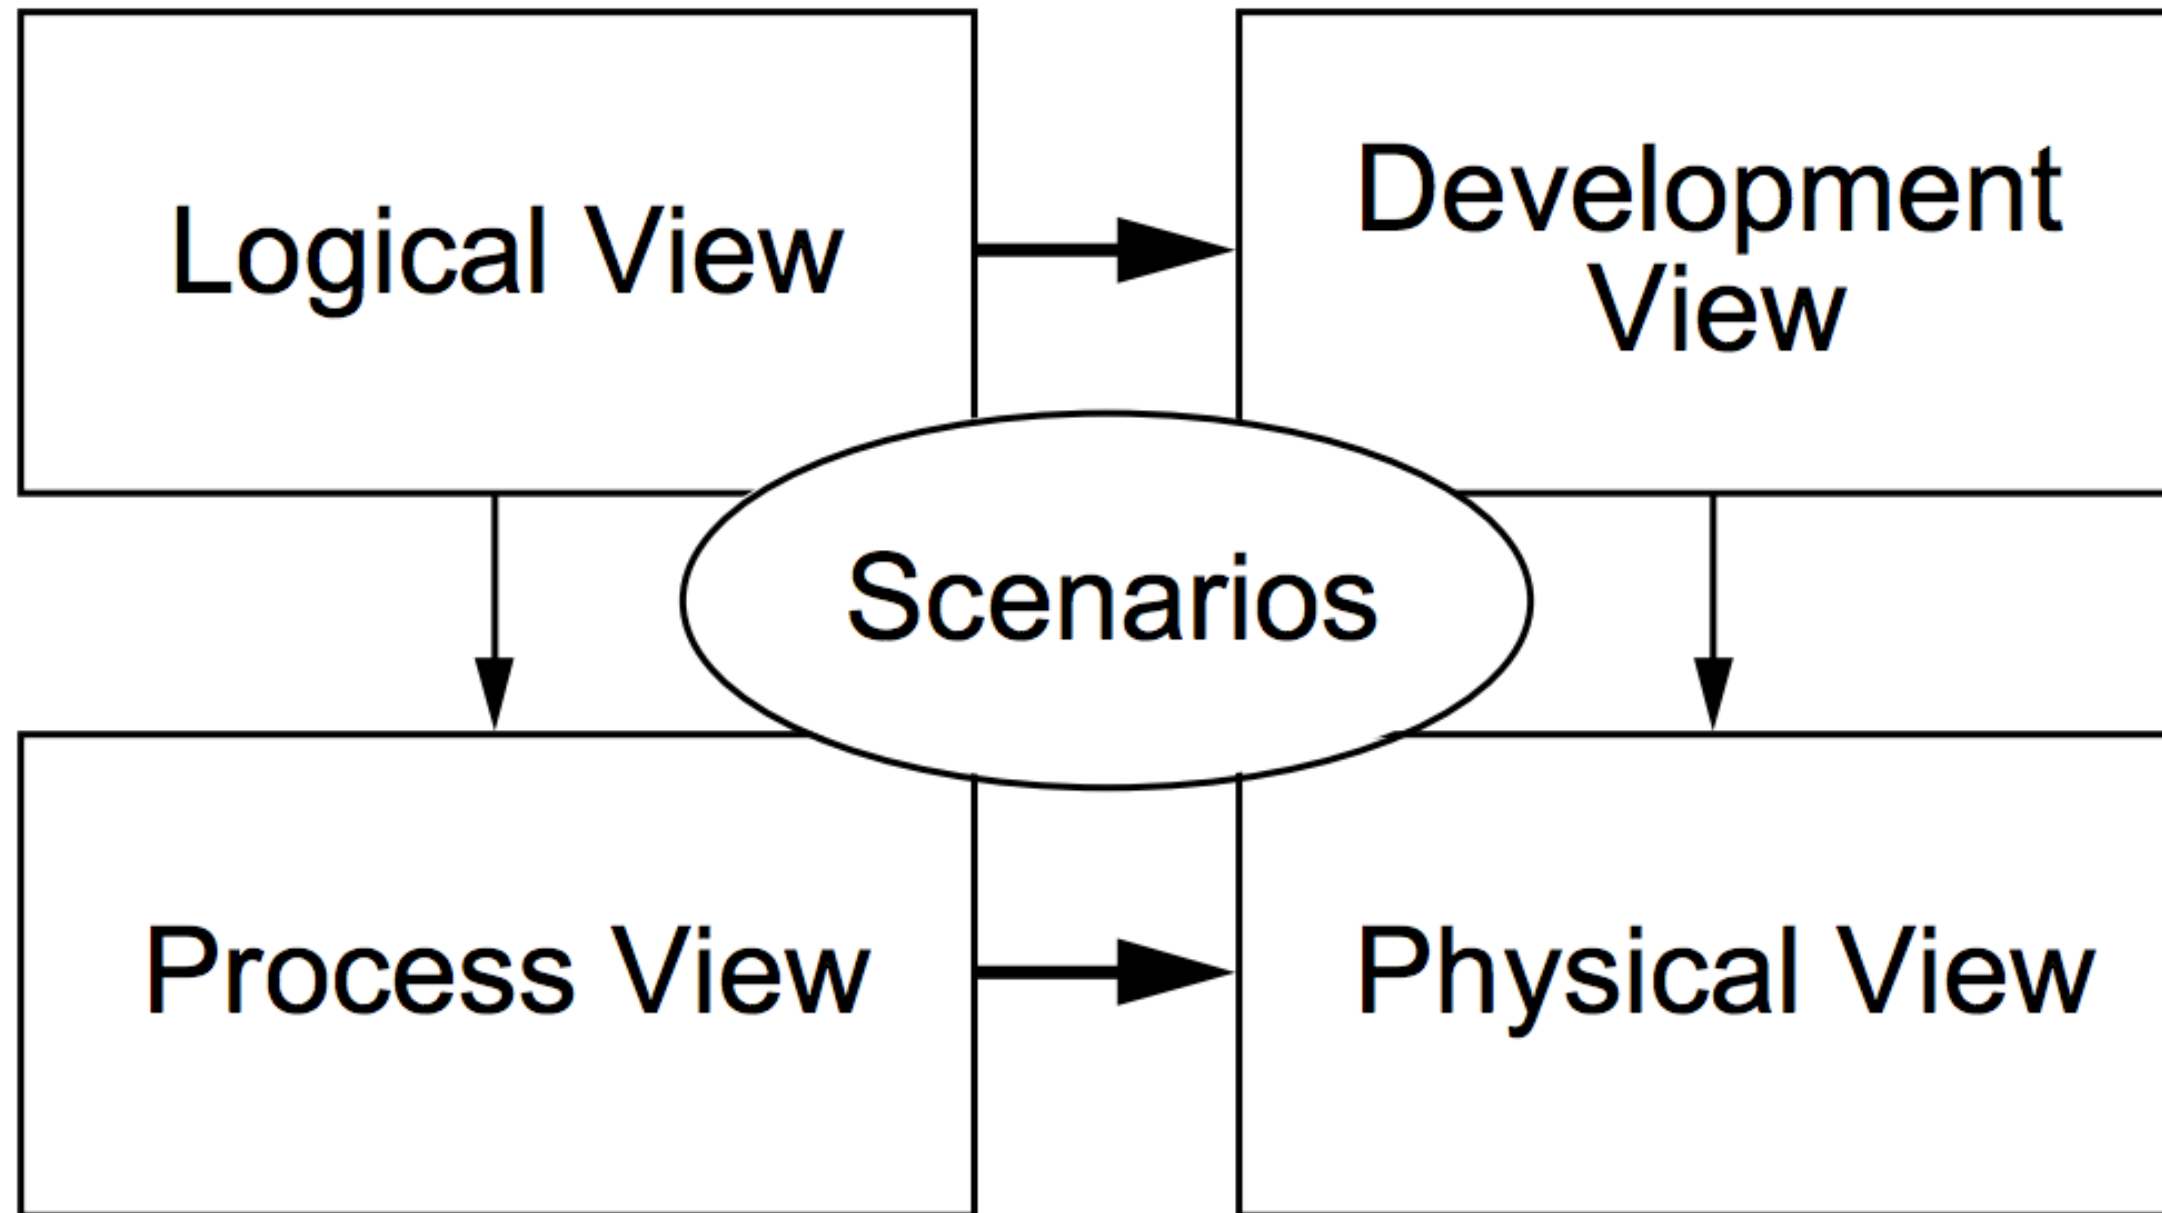 Logical View
Development
View
Scenarios
Process View
Physical View